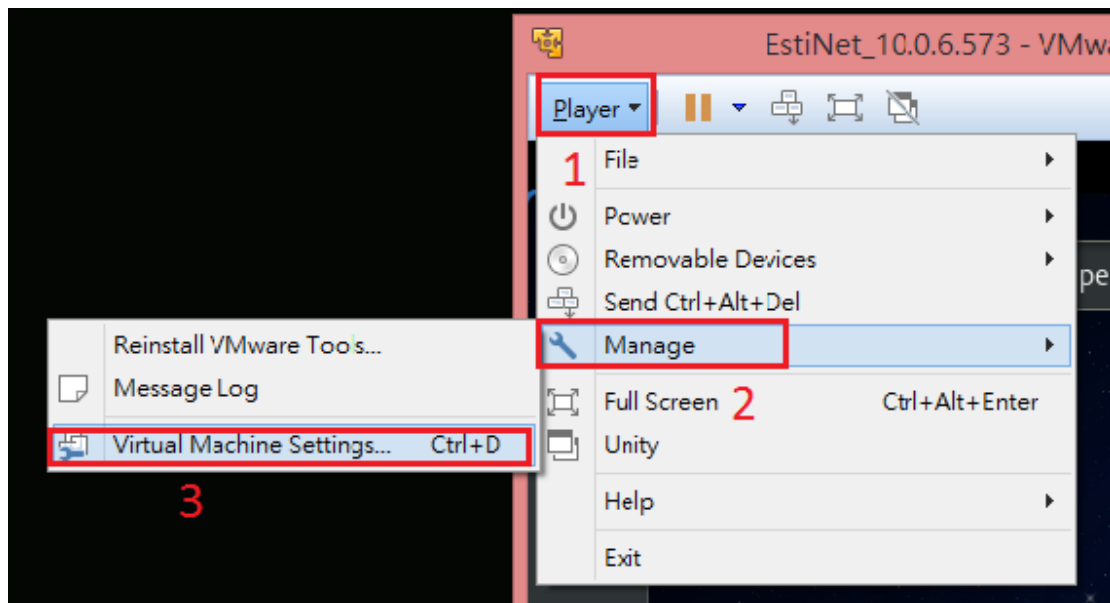 EstiNet_10.0.6.573 - VMwa
Player
1
File
Power
Removable Devices
pe
Send Ctrl+Alt+Del
Manage
2
Full Screen Ctrl+Alt+Enter
Unity
Help
Exit
Reinstall VMware Tools...
Message Log
Virtual Machine Settings... Ctrl+D
3